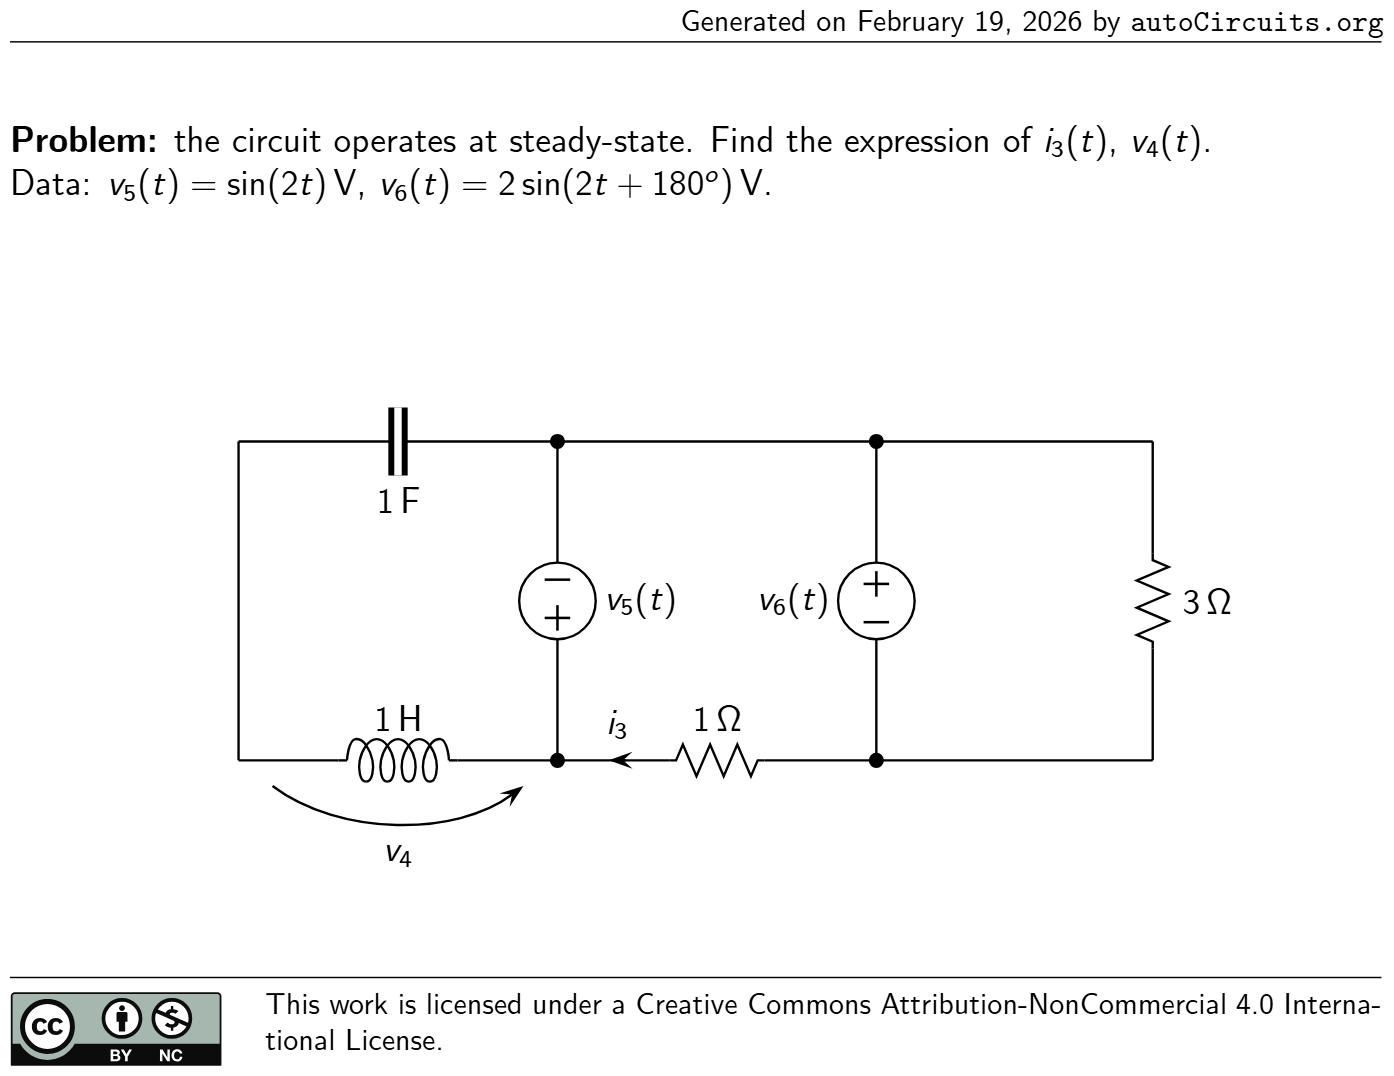 Generated on February 19, 2026 by autoCircuits.org
Problem: the circuit operates at steady-state. Find the expression of i₃(t), v₄(t).
Data: v₅(t) = sin(2t) V, v₆(t) = 2 sin(2t + 180º) V.
1 F
−
+
v₅(t)
v₆(t)
+
−
3 Ω
1 H
i₃
1 Ω
v₄
cc
BY
NC
This work is licensed under a Creative Commons Attribution-NonCommercial 4.0 Interna-
tional License.